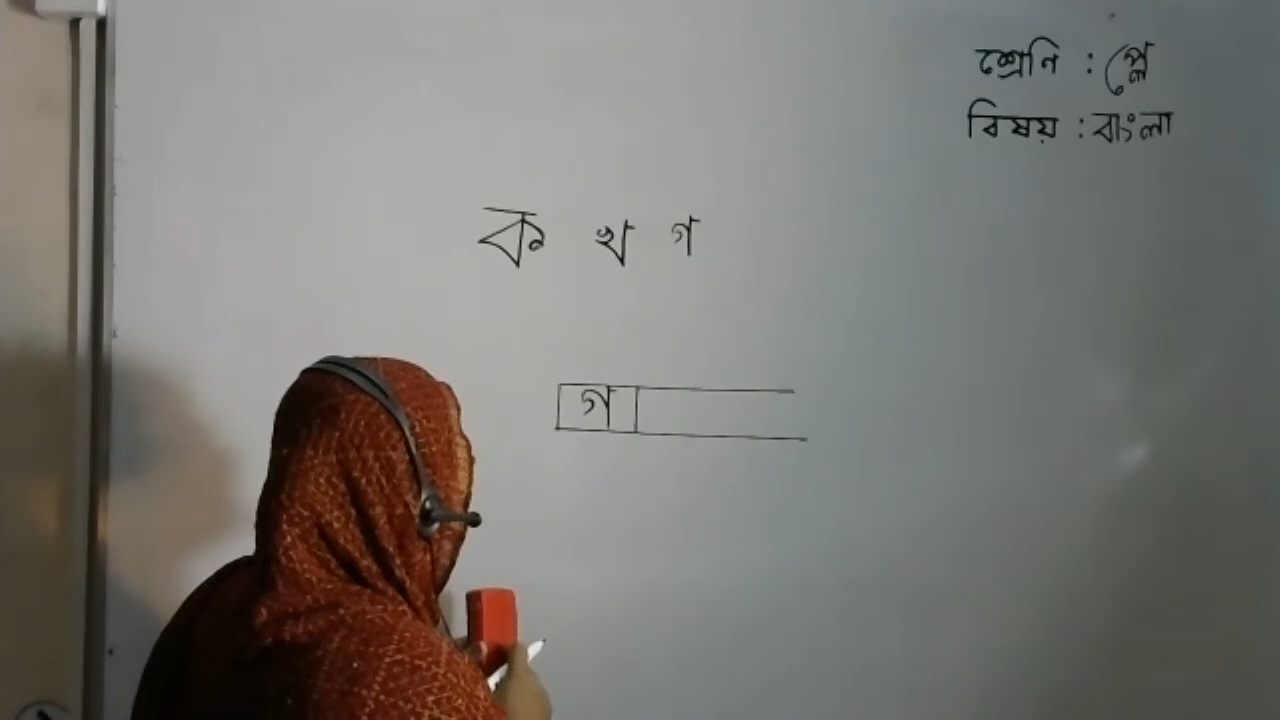 শ্রেনি : প্লে
বিষয় : বাংলা
ক খ গ
গ